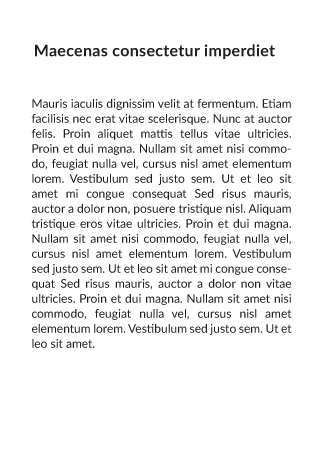 Maecenas consectetur imperdiet
Mauris iaculis dignissim velit at fermentum. Etiam
facilisis nec erat vitae scelerisque. Nunc at auctor
felis. Proin aliquet mattis tellus vitae ultricies.
Proin et dui magna. Nullam sit amet nisi commo-
do, feugiat nulla vel, cursus nisl amet elementum
lorem. Vestibulum sed justo sem. Ut et leo sit
amet mi congue consequat Sed risus mauris,
auctor a dolor non, posuere tristique nisl. Aliquam
tristique eros vitae ultricies. Proin et dui magna.
Nullam sit amet nisi commodo, feugiat nulla vel,
cursus nisl amet elementum lorem. Vestibulum
sed justo sem. Ut et leo sit amet mi congue conse-
quat Sed risus mauris, auctor a dolor non vitae
ultricies. Proin et dui magna. Nullam sit amet nisi
commodo, feugiat nulla vel, cursus nisl amet
elementum lorem. Vestibulum sed justo sem. Ut et
leo sit amet.